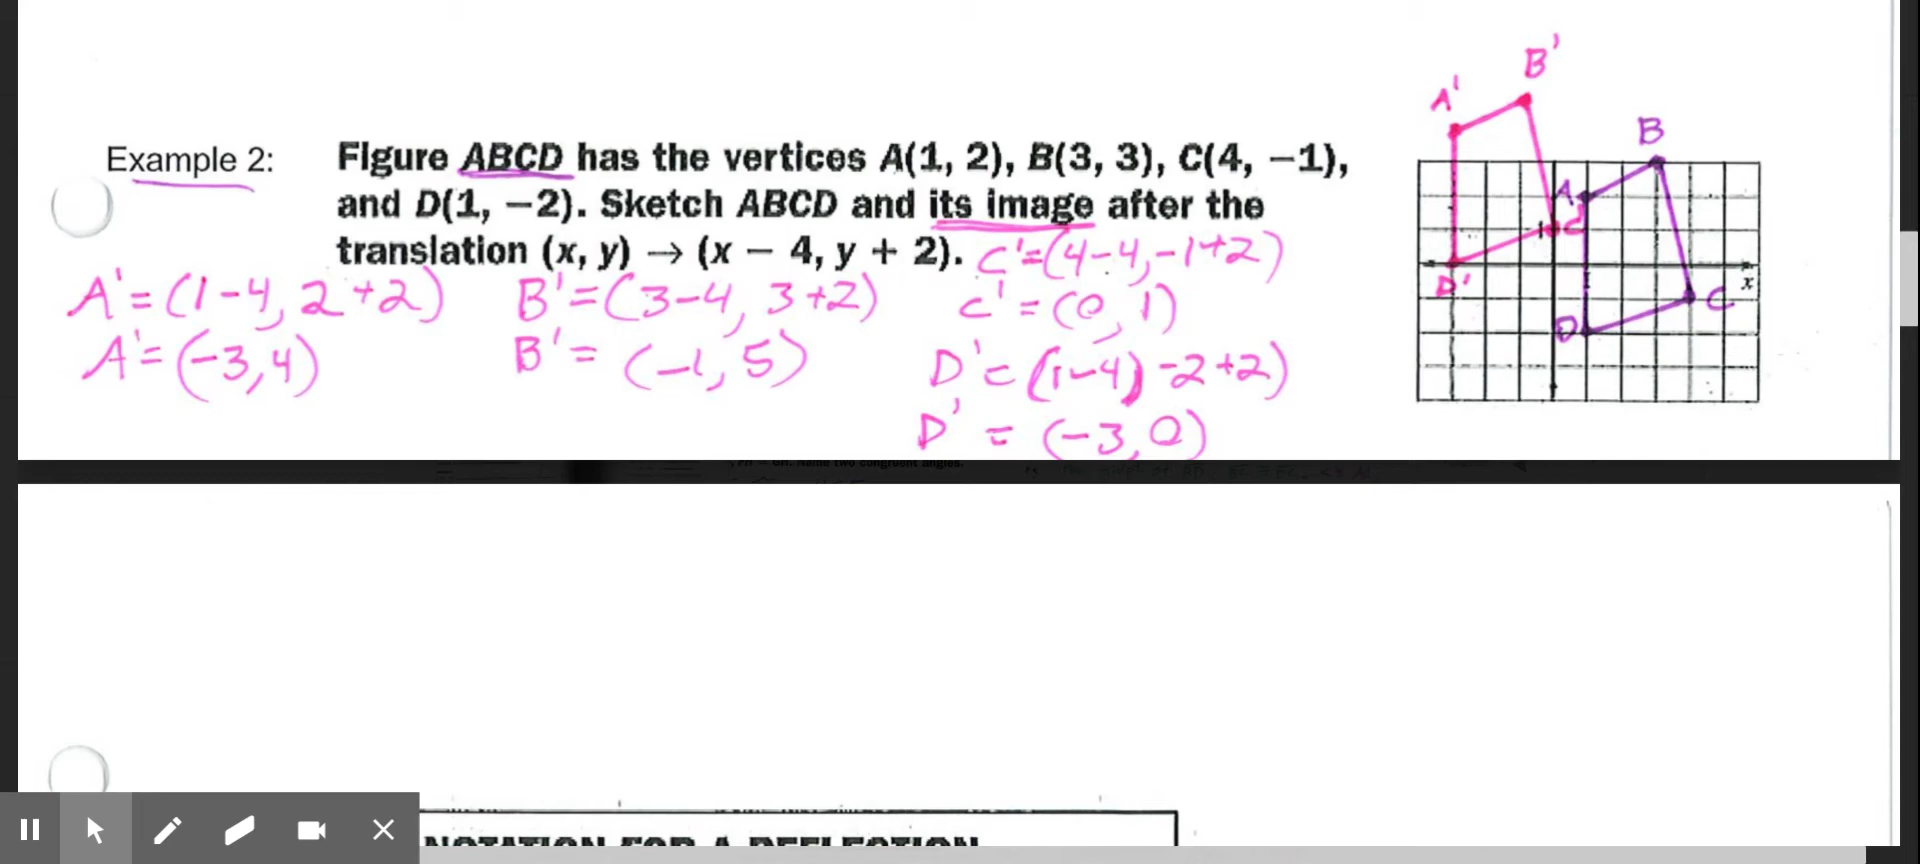 Example 2:
Figure ABCD has the vertices A(1, 2), B(3, 3), C(4, −1),
and D(1, −2). Sketch ABCD and its image after the
translation (x, y) → (x − 4, y + 2).
C'=(4-4,-1+2)
A'=(1-4, 2+2)
B'=(3-4, 3+2)
C'=(0, 1)
A'=(-3,4)
B'= (-1, 5)
D'=(1-4) -2+2)
D' = (-3,0)
B'
A'
B
A
C'
D'
x
C
D
NOTATION FOR A REFLECTION